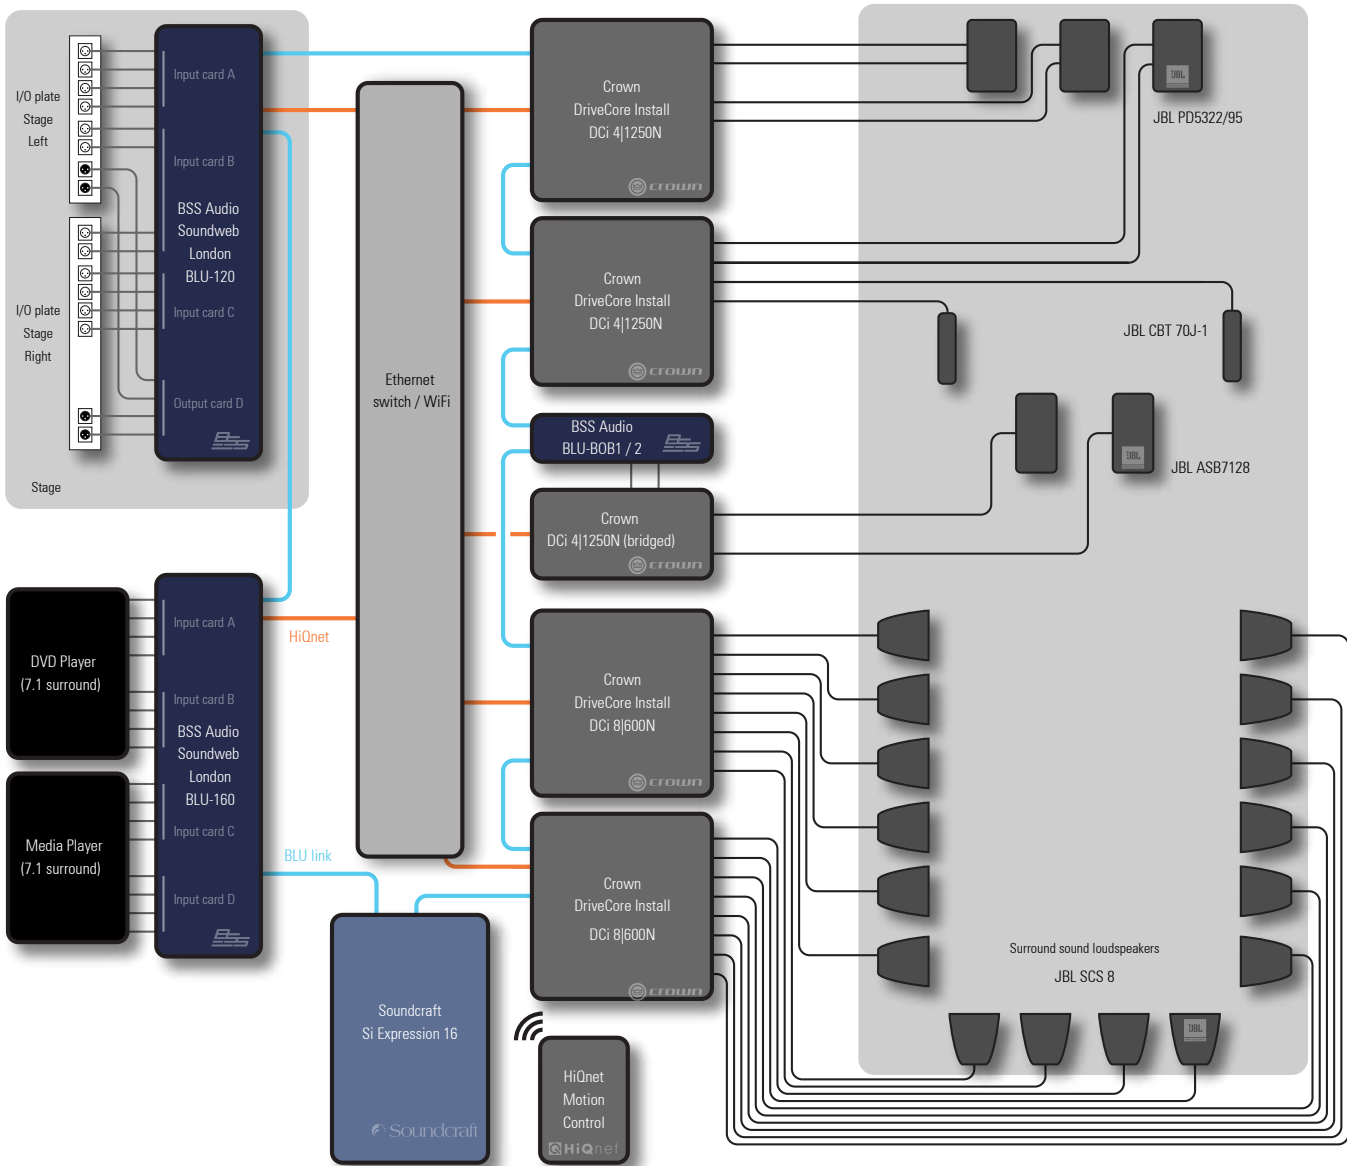 I/O plate
Stage
Left
I/O plate
Stage
Right
Stage
Input card A
Input card B
BSS Audio
Soundweb
London
BLU-120
Input card C
Output card D
BSS
DVD Player
(7.1 surround)
Media Player
(7.1 surround)
Input card A
Input card B
BSS Audio
Soundweb
London
BLU-160
Input card C
Input card D
BSS
HiQnet
BLU link
Ethernet
switch / WiFi
Soundcraft
Si Expression 16
Soundcraft
Crown
DriveCore Install
DCi 4|1250N
crown
Crown
DriveCore Install
DCi 4|1250N
crown
BSS Audio
BLU-BOB1 / 2
BSS
Crown
DCi 4|1250N (bridged)
crown
Crown
DriveCore Install
DCi 8|600N
crown
Crown
DriveCore Install
DCi 8|600N
crown
HiQnet
Motion
Control
HiQnet
JBL
JBL PD5322/95
JBL CBT 70J-1
JBL
JBL ASB7128
Surround sound loudspeakers
JBL SCS 8
JBL